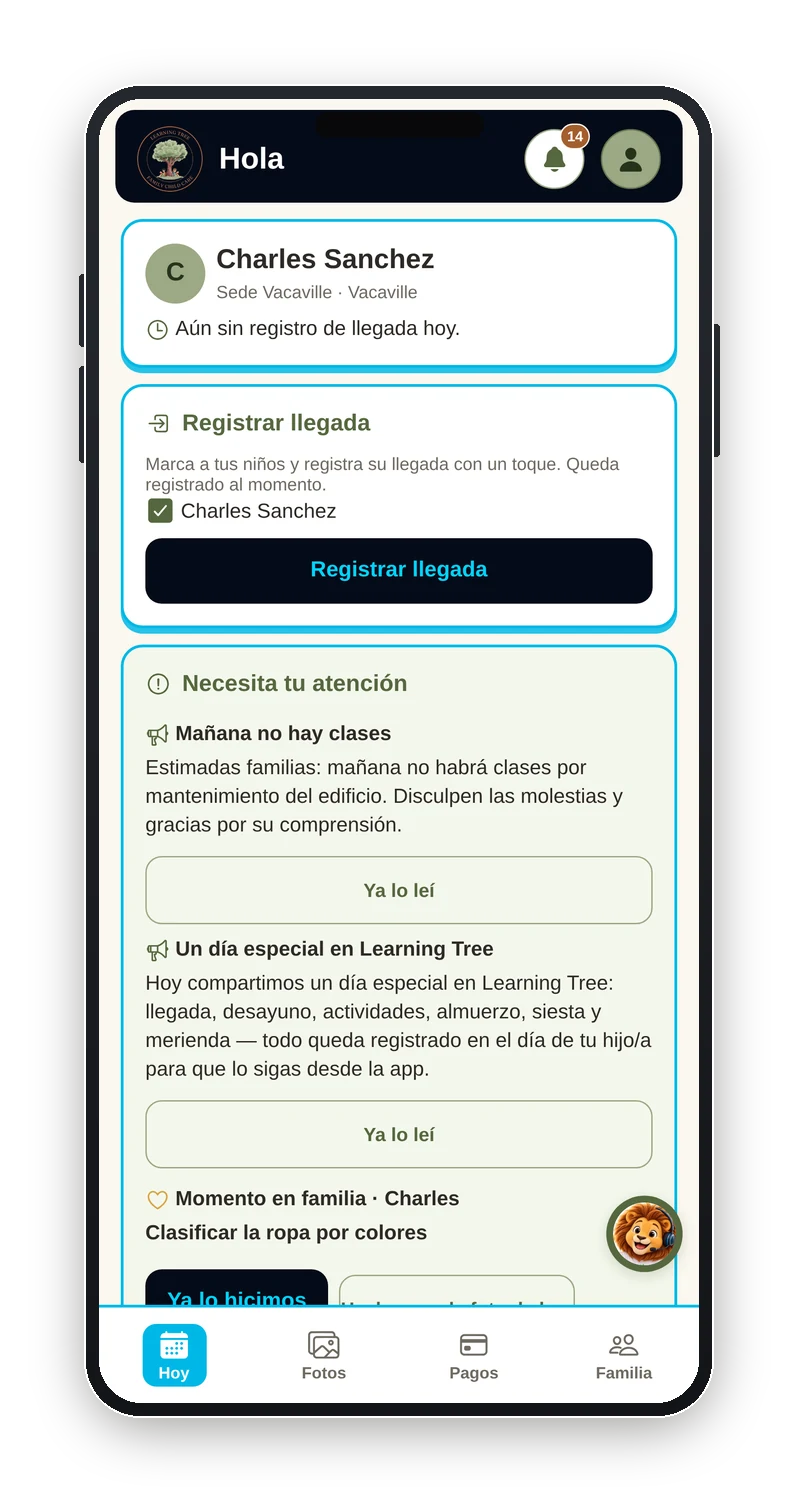 LEARNING TREE
FAMILY CHILD CARE
Hola
14
C
Charles Sanchez
Sede Vacaville · Vacaville
Aún sin registro de llegada hoy.
Registrar llegada
Marca a tus niños y registra su llegada con un toque. Queda
registrado al momento.
Charles Sanchez
Registrar llegada
Necesita tu atención
Mañana no hay clases
Estimadas familias: mañana no habrá clases por
mantenimiento del edificio. Disculpen las molestias y
gracias por su comprensión.
Ya lo leí
Un día especial en Learning Tree
Hoy compartimos un día especial en Learning Tree:
llegada, desayuno, actividades, almuerzo, siesta y
merienda — todo queda registrado en el día de tu hijo/a
para que lo sigas desde la app.
Ya lo leí
Momento en familia · Charles
Clasificar la ropa por colores
Ya lo hicimos
Hoy
Fotos
Pagos
Familia